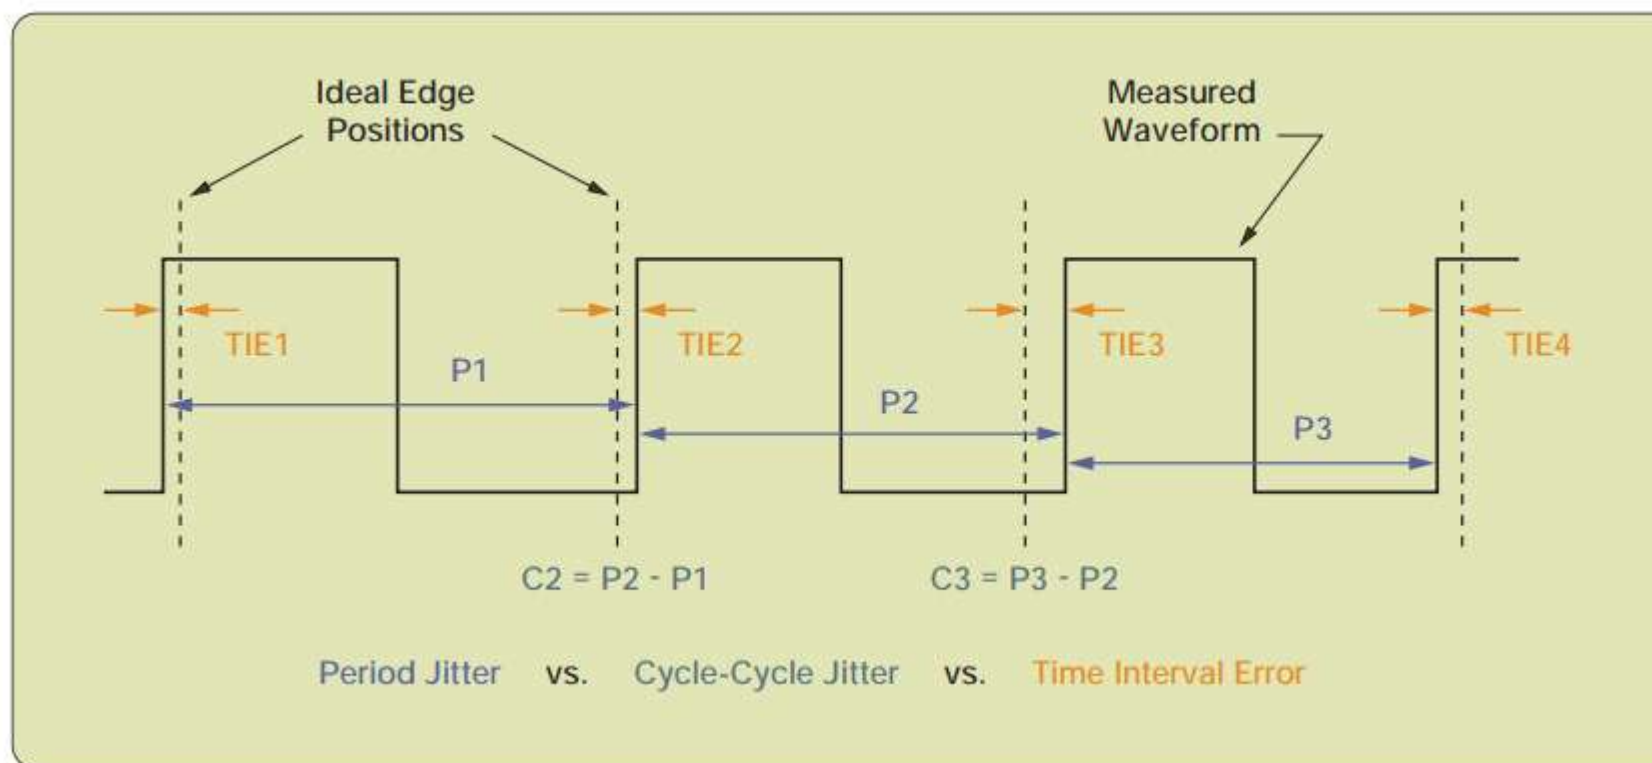 Ideal Edge
Positions
Measured
Waveform
TIE1
TIE2
TIE3
TIE4
P1
P2
P3
C2 = P2 - P1
C3 = P3 - P2
Period Jitter vs. Cycle-Cycle Jitter vs. Time Interval Error